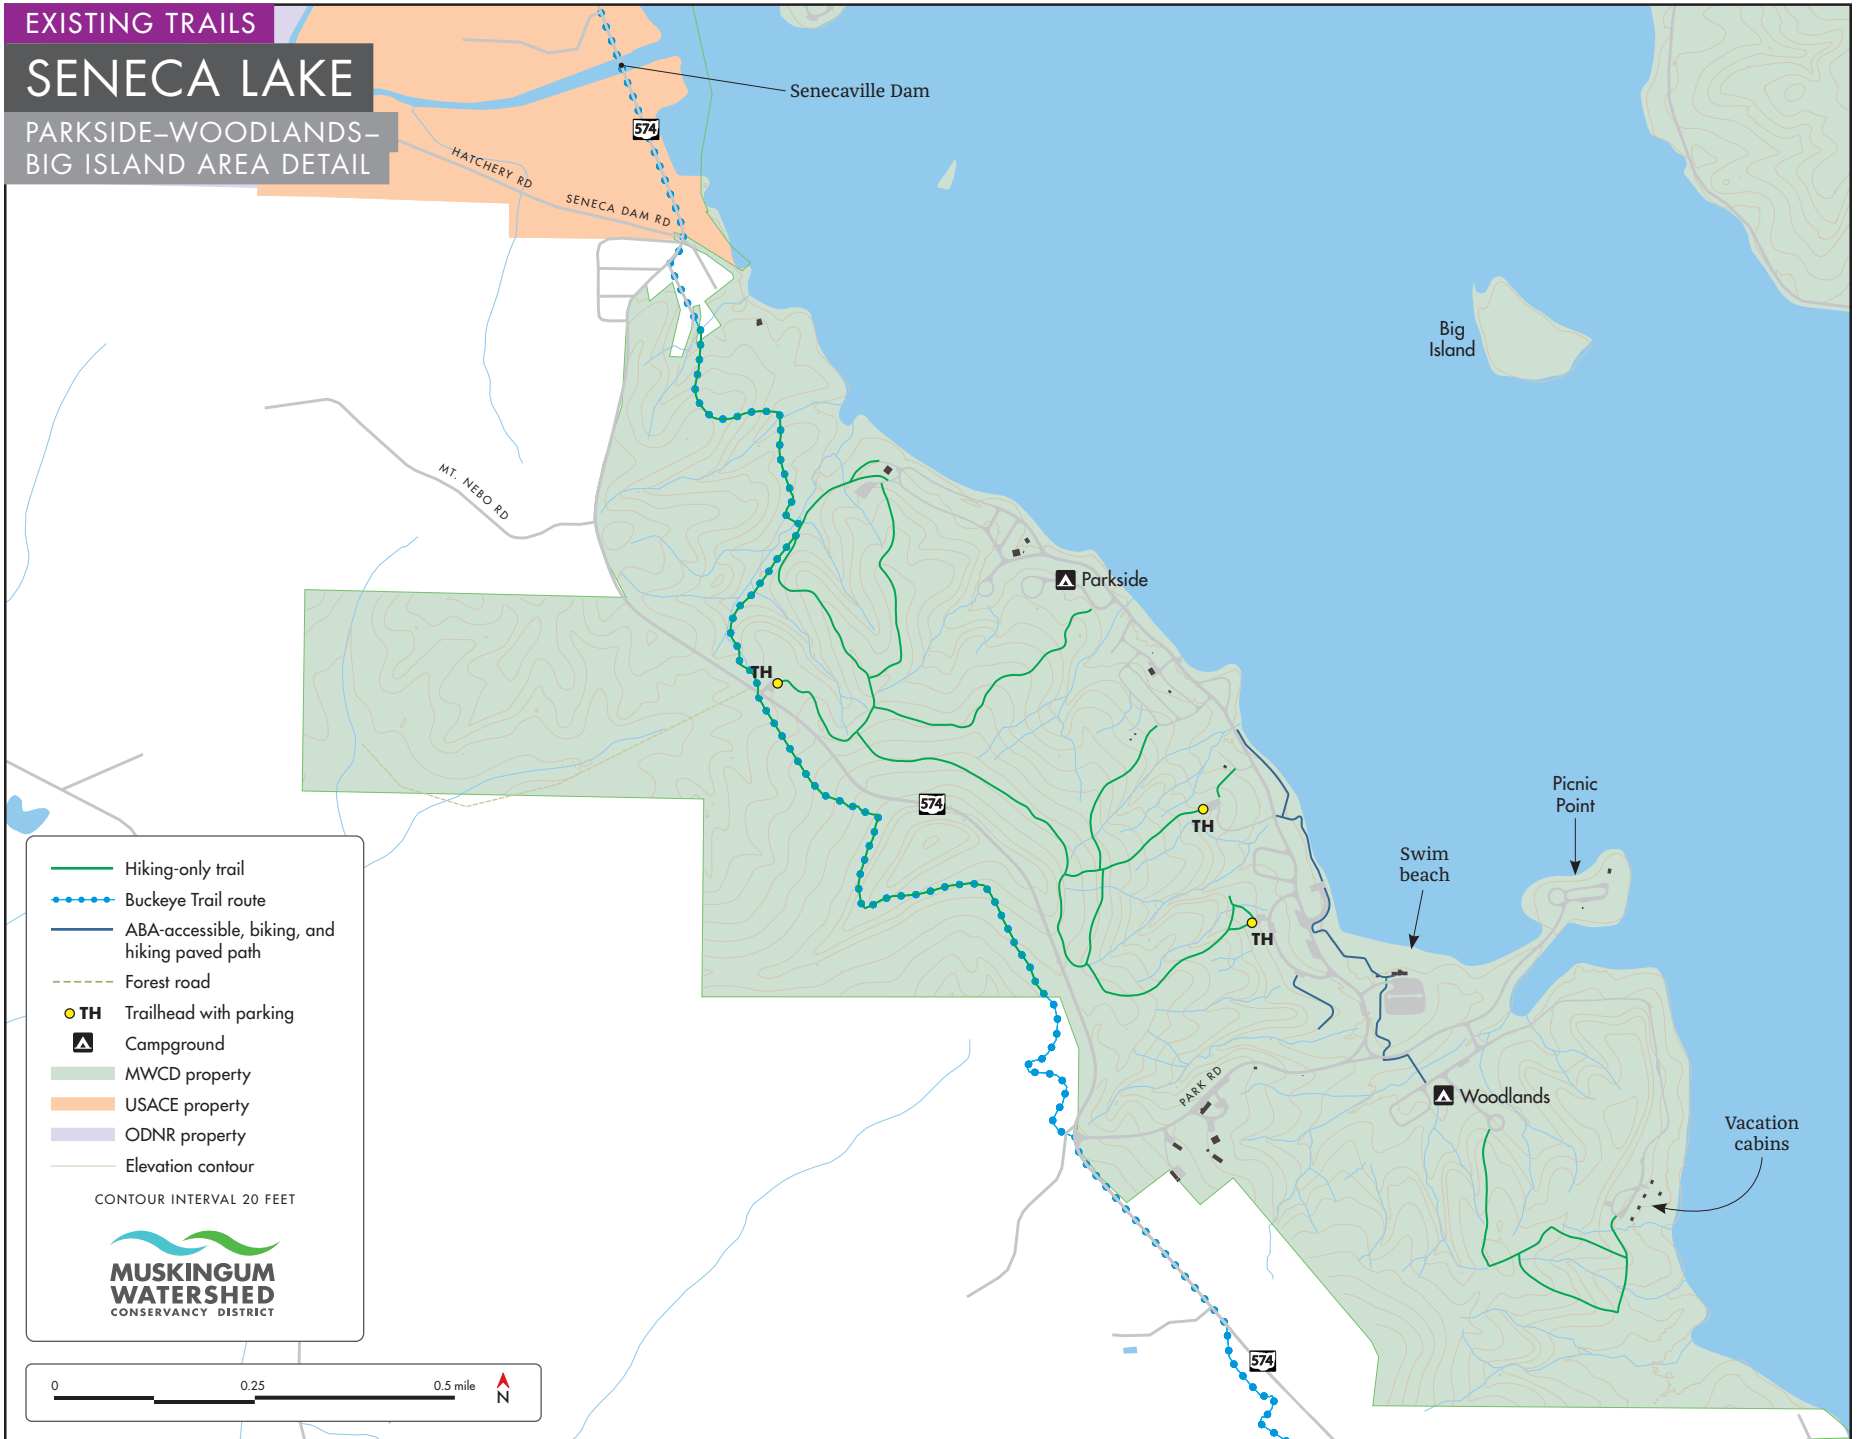 EXISTING TRAILS
SENECA LAKE
PARKSIDE–WOODLANDS–
BIG ISLAND AREA DETAIL
Senecaville Dam
574
HATCHERY RD
SENECA DAM RD
Big
Island
MT. NEBO RD
Parkside
TH
574
Picnic
Point
TH
Swim
beach
TH
PARK RD
Woodlands
Vacation
cabins
574
Hiking-only trail
Buckeye Trail route
ABA-accessible, biking, and
hiking paved path
Forest road
TH Trailhead with parking
Campground
MWCD property
USACE property
ODNR property
Elevation contour
CONTOUR INTERVAL 20 FEET
MUSKINGUM
WATERSHED
CONSERVANCY DISTRICT
0 0.25 0.5 mile
N